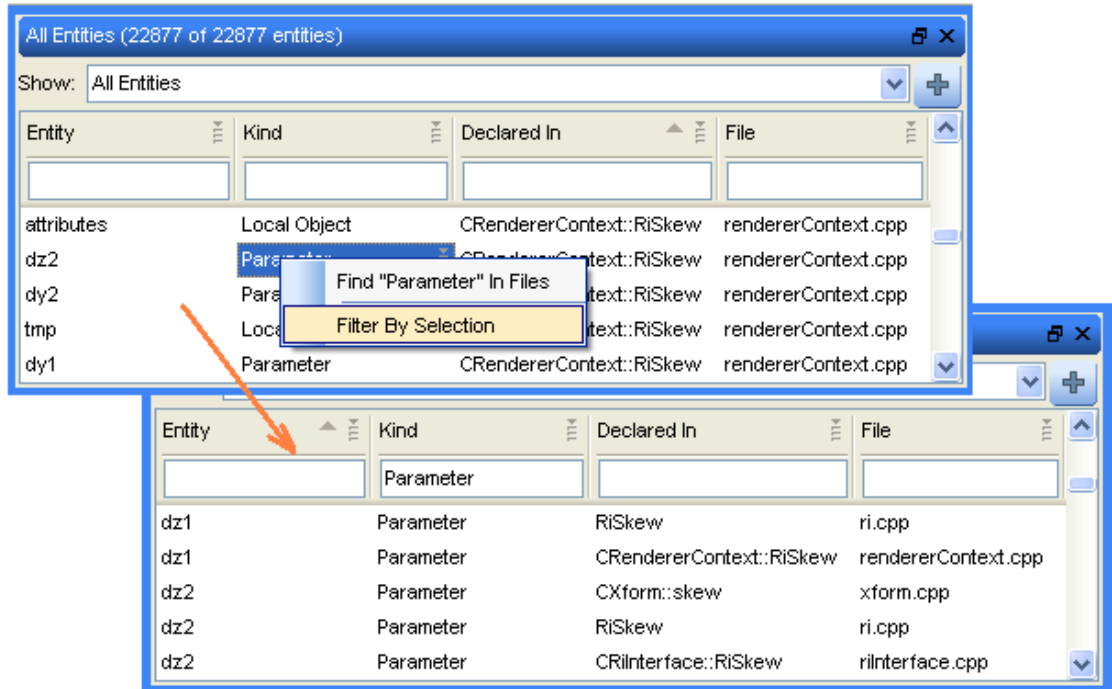 All Entities (22877 of 22877 entities)
Show: All Entities
Entity Kind Declared In File
attributes Local Object CRendererContext::RiSkew rendererContext.cpp
dz2 rendererContext.cpp
Find "Parameter" In Files
dy2 rendererContext.cpp
Filter By Selection
tmp rendererContext.cpp
dy1 Parameter CRendererContext::RiSkew rendererContext.cpp
Entity Kind Declared In File
Parameter
dz1 Parameter RiSkew ri.cpp
dz1 Parameter CRendererContext::RiSkew rendererContext.cpp
dz2 Parameter CXform::skew xform.cpp
dz2 Parameter RiSkew ri.cpp
dz2 Parameter CRiInterface::RiSkew riInterface.cpp